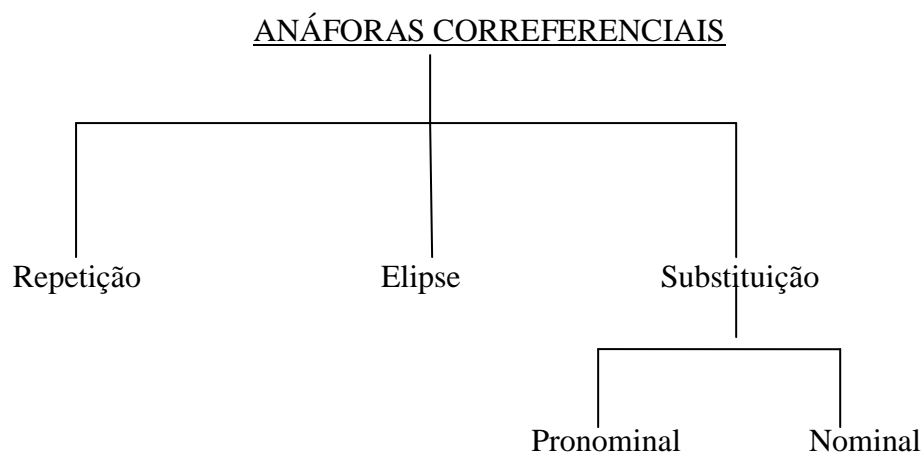 ANÁFORAS CORREFERENCIAIS
Repetição Elipse Substituição
Pronominal Nominal